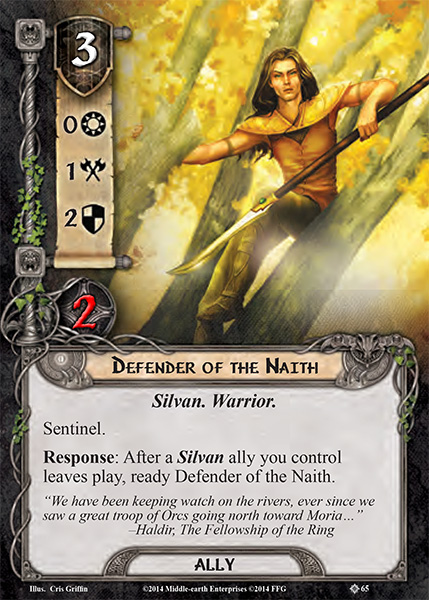 3
0
1
2
2
DEFENDER OF THE NAITH
Silvan. Warrior.
Sentinel.
Response: After a Silvan ally you control
leaves play, ready Defender of the Naith.
“We have been keeping watch on the rivers, ever since we
saw a great troop of Orcs going north toward Moria…”
–Haldir, The Fellowship of the Ring
ALLY
Illus. Cris Griffin ©2014 Middle-earth Enterprises ©2014 FFG 65